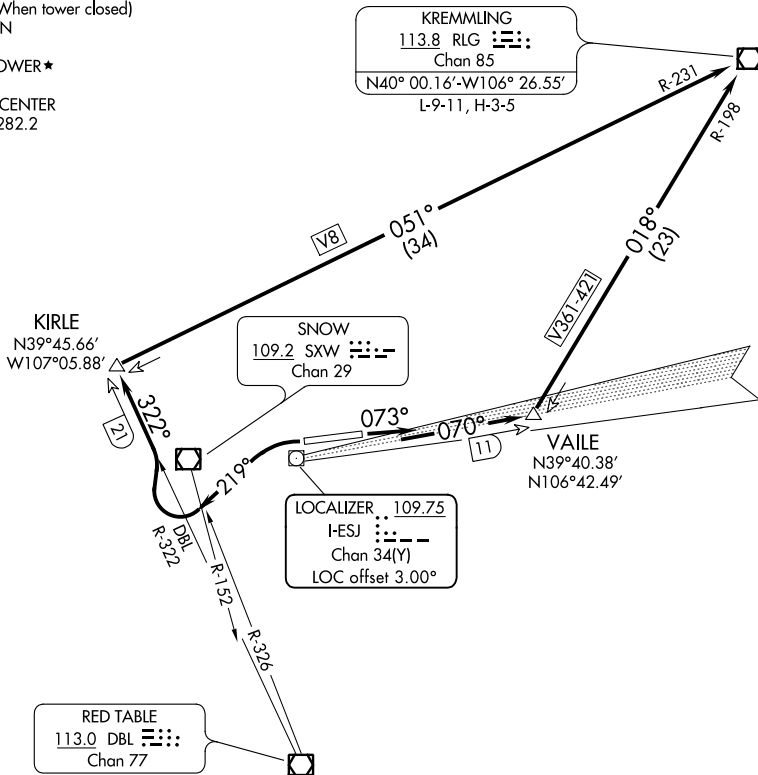 When tower closed)
N
OWER★
CENTER
282.2
KREMMLING
113.8 RLG
Chan 85
N40° 00.16′-W106° 26.55′
L-9-11, H-3-5
R-231
R-198
V8
051°
(34)
018°
(23)
V361-421
KIRLE
N39°45.66′
W107°05.88′
SNOW
109.2 SXW
Chan 29
322°
21
219°
073°
070°
11
VAILE
N39°40.38′
N106°42.49′
LOCALIZER 109.75
I-ESJ
Chan 34(Y)
LOC offset 3.00°
DBL
R-322
R-152
R-326
RED TABLE
113.0 DBL
Chan 77